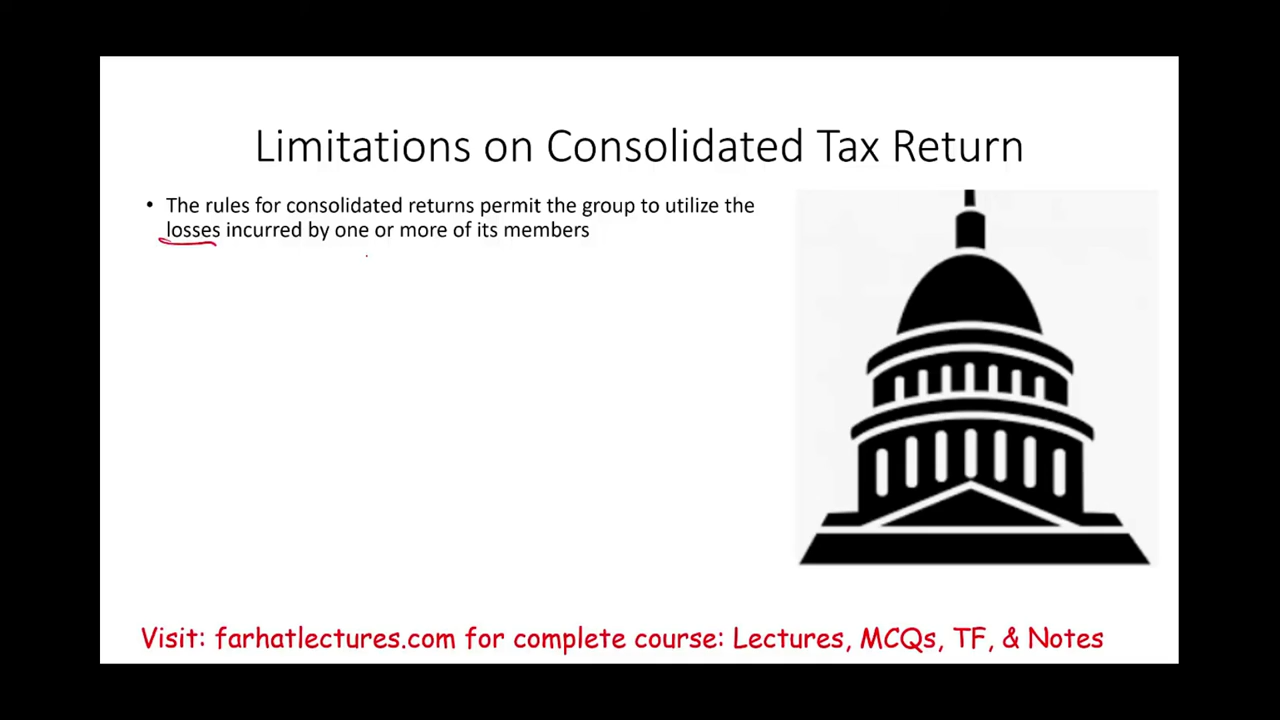 Limitations on Consolidated Tax Return
• The rules for consolidated returns permit the group to utilize the
losses incurred by one or more of its members
Visit: farhatlectures.com for complete course: Lectures, MCQs, TF, & Notes